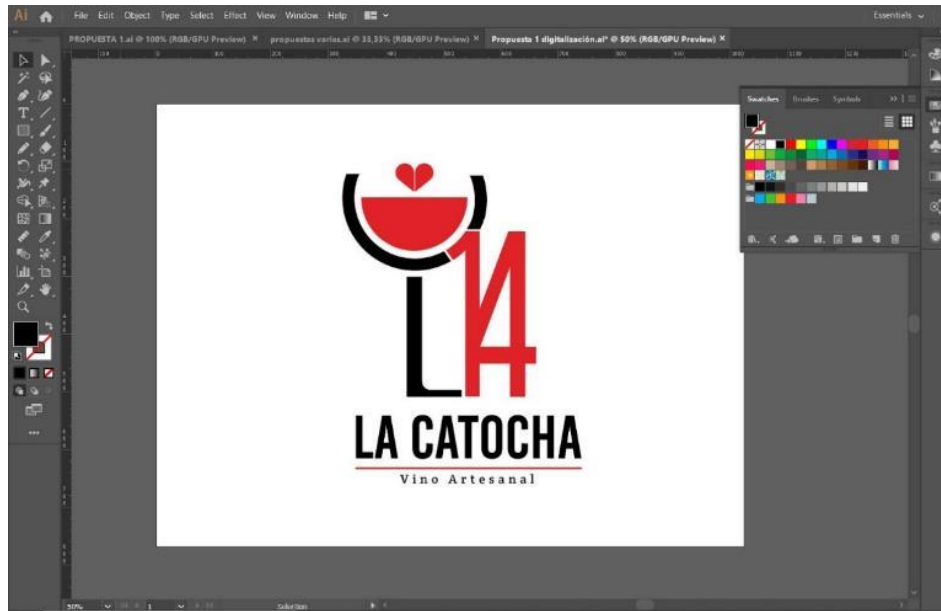 Ai File Edit Object Type Select Effect View Window Help Essentials
PROPUESTA 1.ai @ 100% (RGB/GPU Preview) × propuestas varias.ai @ 33,33% (RGB/GPU Preview) × Propuesta 1 digitalización.ai* @ 50% (RGB/GPU Preview) ×
Swatches Brushes Symbols
14
LA CATOCHA
Vino Artesanal
50% 1 Selection